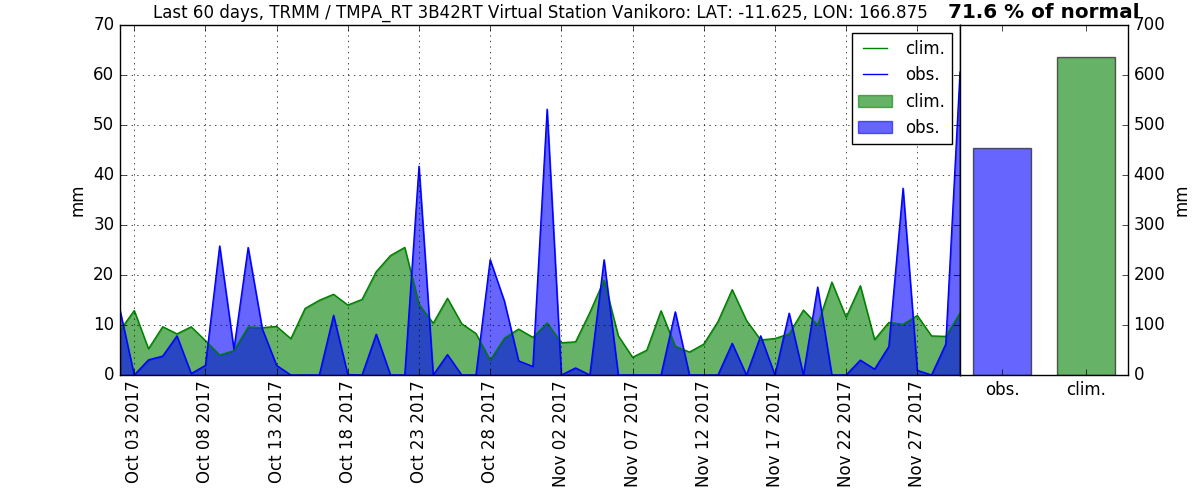 Last 60 days, TRMM / TMPA_RT 3B42RT Virtual Station Vanikoro: LAT: -11.625, LON: 166.875
71.6 % of normal
70
60
50
40
30
20
10
0
mm
clim.
obs.
clim.
obs.
Oct 03 2017
Oct 08 2017
Oct 13 2017
Oct 18 2017
Oct 23 2017
Oct 28 2017
Nov 02 2017
Nov 07 2017
Nov 12 2017
Nov 17 2017
Nov 22 2017
Nov 27 2017
700
600
500
400
300
200
100
0
mm
obs.
clim.